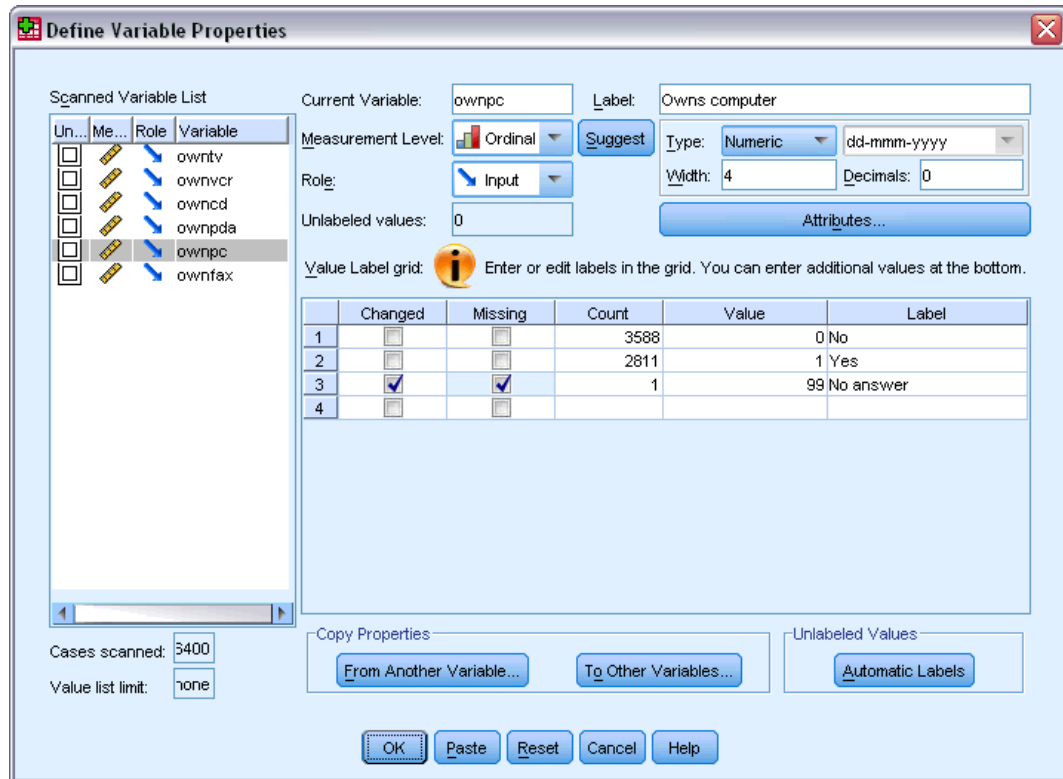 Define Variable Properties
Scanned Variable List
Un... Me... Role Variable
owntv
ownvcr
owncd
ownpda
ownpc
ownfax
Cases scanned: 6400
Value list limit: none
Current Variable: ownpc Label: Owns computer
Measurement Level: Ordinal Suggest Type: Numeric dd-mmm-yyyy
Role: Input Width: 4 Decimals: 0
Unlabeled values: 0 Attributes...
Value Label grid: i Enter or edit labels in the grid. You can enter additional values at the bottom.
Changed Missing Count Value Label
1 3588 0 No
2 2811 1 Yes
3 1 99 No answer
4
Copy Properties
From Another Variable... To Other Variables...
Unlabeled Values
Automatic Labels
OK Paste Reset Cancel Help